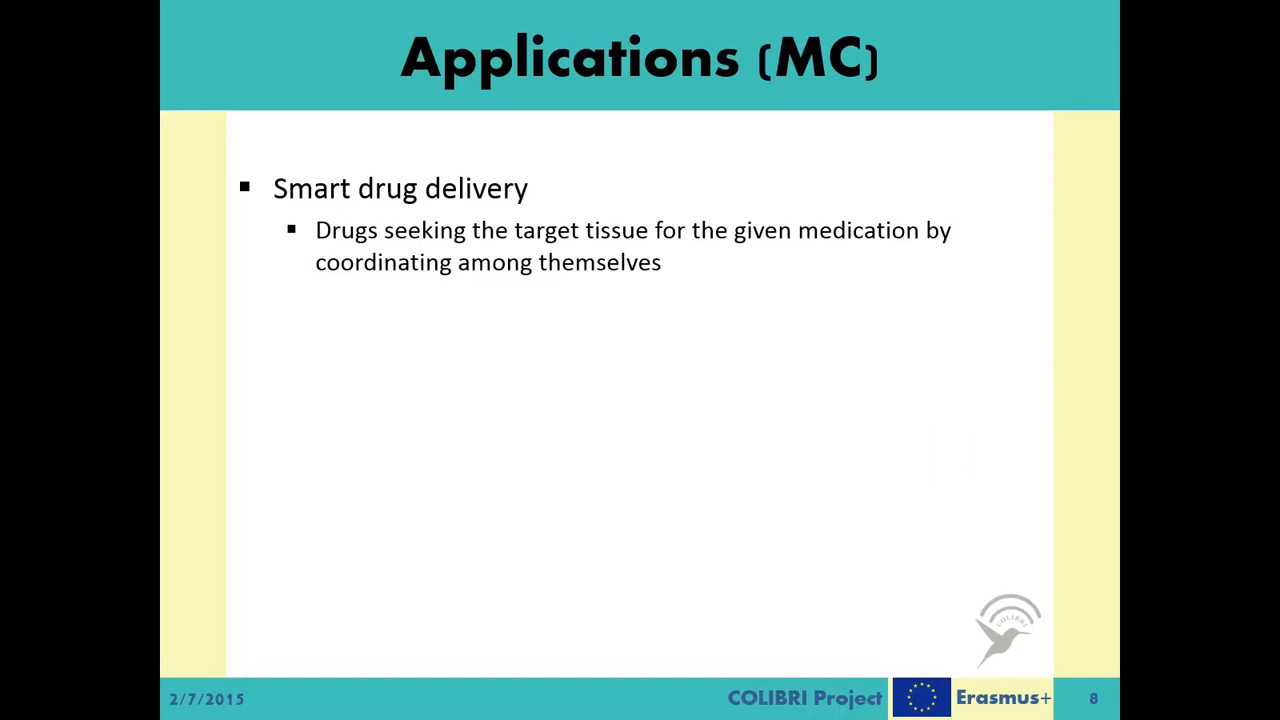 Applications (MC)
▪ Smart drug delivery
▪ Drugs seeking the target tissue for the given medication by
coordinating among themselves
COLIBRI
2/7/2015
COLIBRI Project
Erasmus+
8